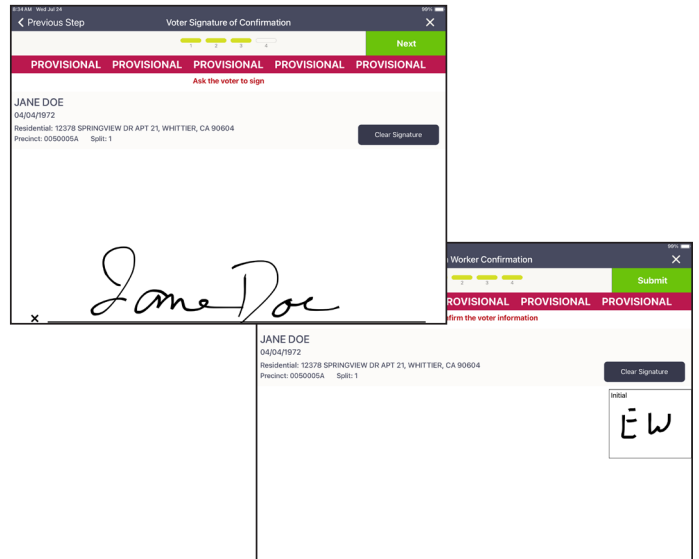 8:34 AM Wed Jul 24 99%
Previous Step Voter Signature of Confirmation ✕
Next
1 2 3 4
PROVISIONAL PROVISIONAL PROVISIONAL PROVISIONAL PROVISIONAL
Ask the voter to sign
JANE DOE
04/04/1972
Residential: 12378 SPRINGVIEW DR APT 21, WHITTIER, CA 90604
Precinct: 0050005A Split: 1
Clear Signature
Jane Doe
×
99%
Worker Confirmation ✕
2 3 4
Submit
ROVISIONAL PROVISIONAL PROVISIONAL
firm the voter information
JANE DOE
04/04/1972
Residential: 12378 SPRINGVIEW DR APT 21, WHITTIER, CA 90604
Precinct: 0050005A Split: 1
Clear Signature
Initial
EW